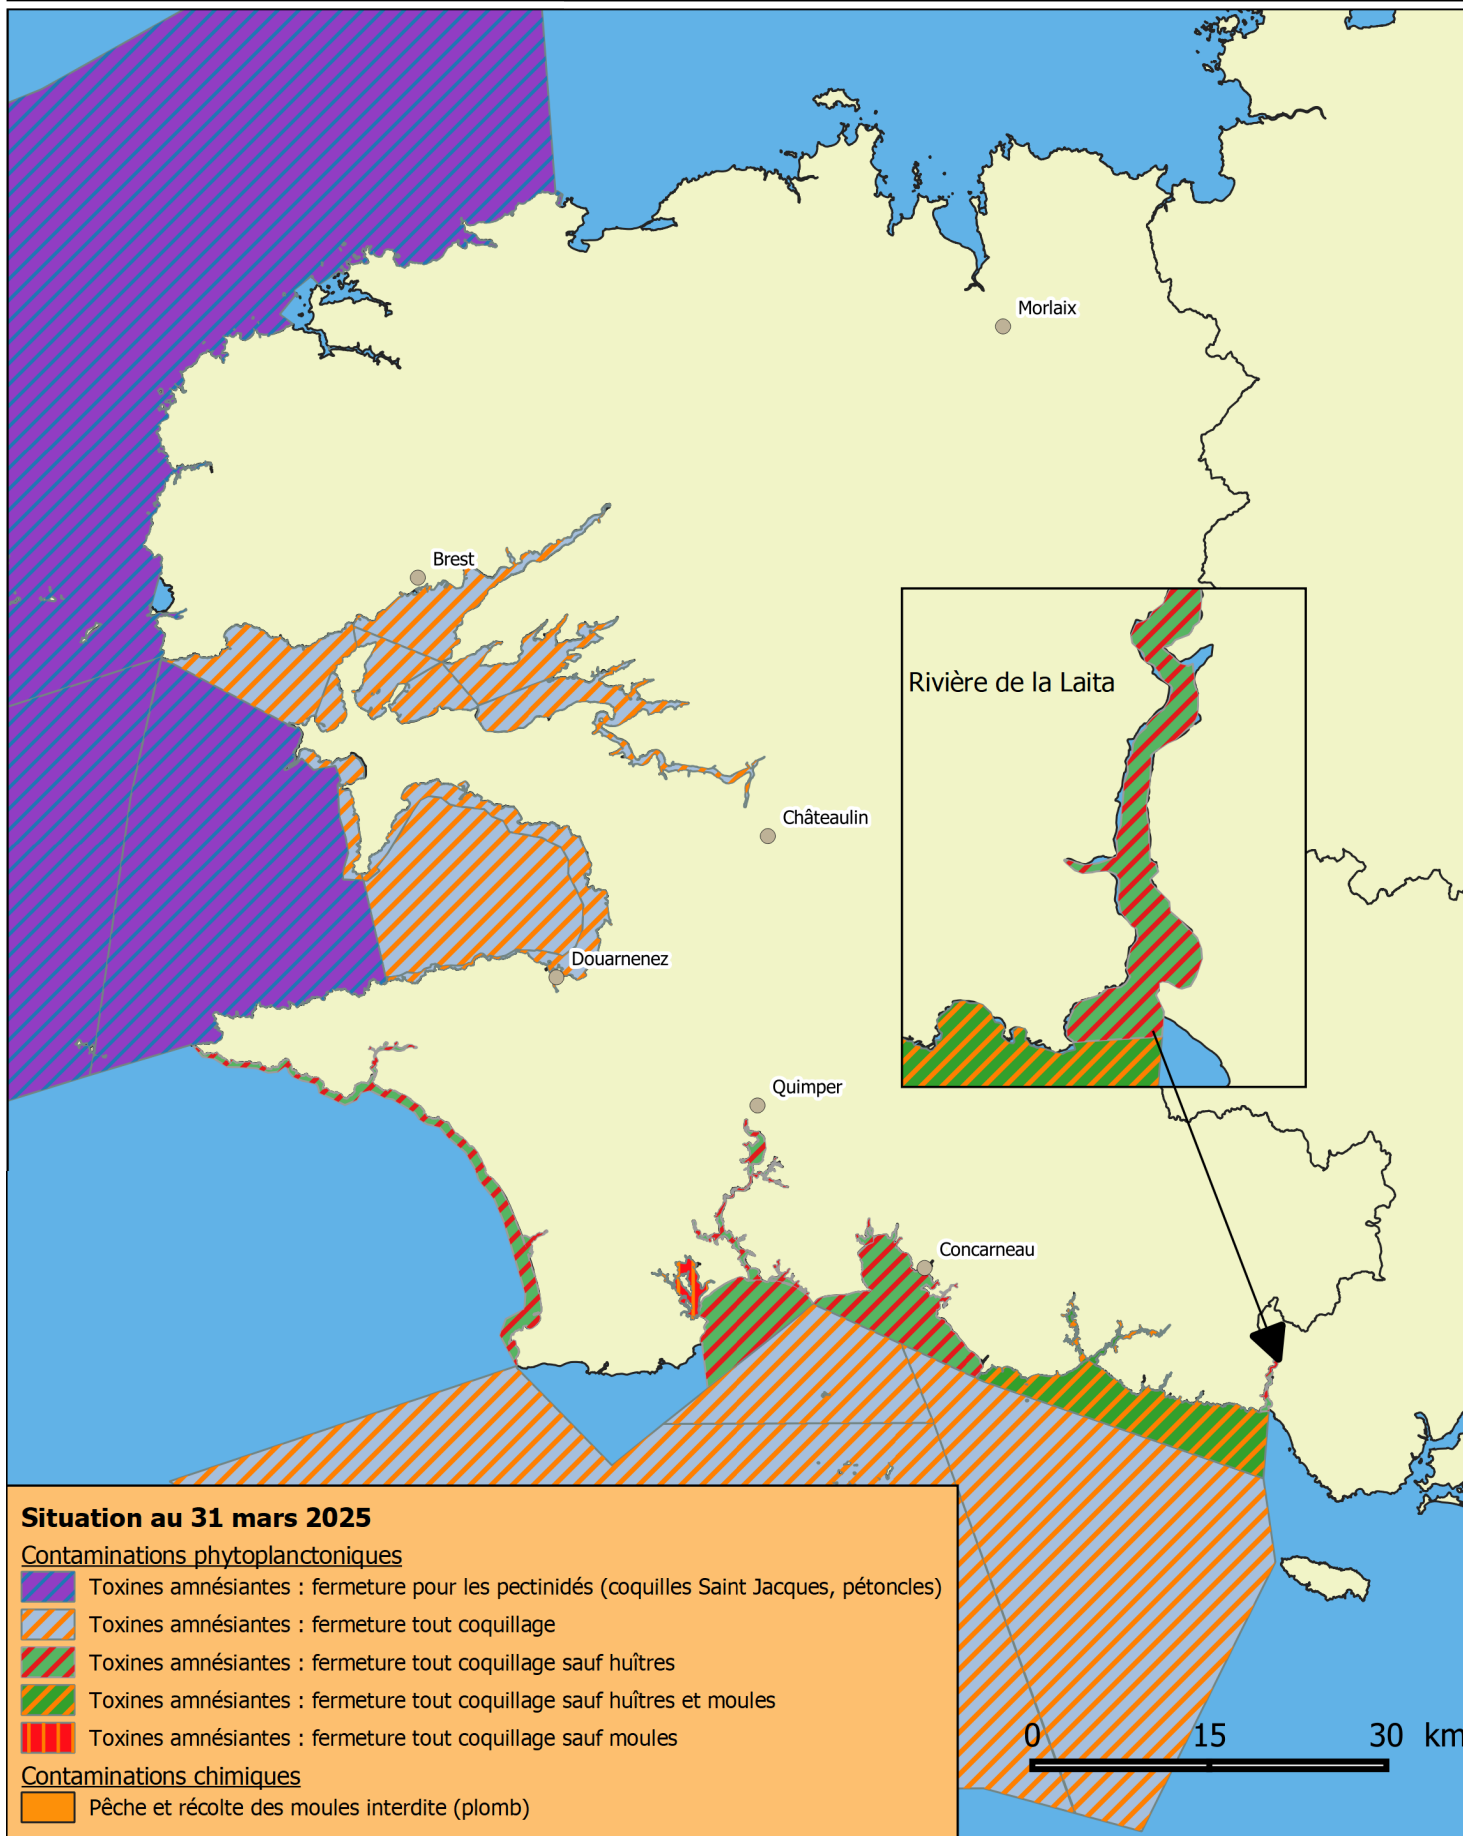 Morlaix
Brest
Rivière de la Laita
Châteaulin
Douarnenez
Quimper
Concarneau
Situation au 31 mars 2025
Contaminations phytoplanctoniques
Toxines amnésiantes : fermeture pour les pectinidés (coquilles Saint Jacques, pétoncles)
Toxines amnésiantes : fermeture tout coquillage
Toxines amnésiantes : fermeture tout coquillage sauf huîtres
Toxines amnésiantes : fermeture tout coquillage sauf huîtres et moules
Toxines amnésiantes : fermeture tout coquillage sauf moules
Contaminations chimiques
Pêche et récolte des moules interdite (plomb)
0 15 30 km